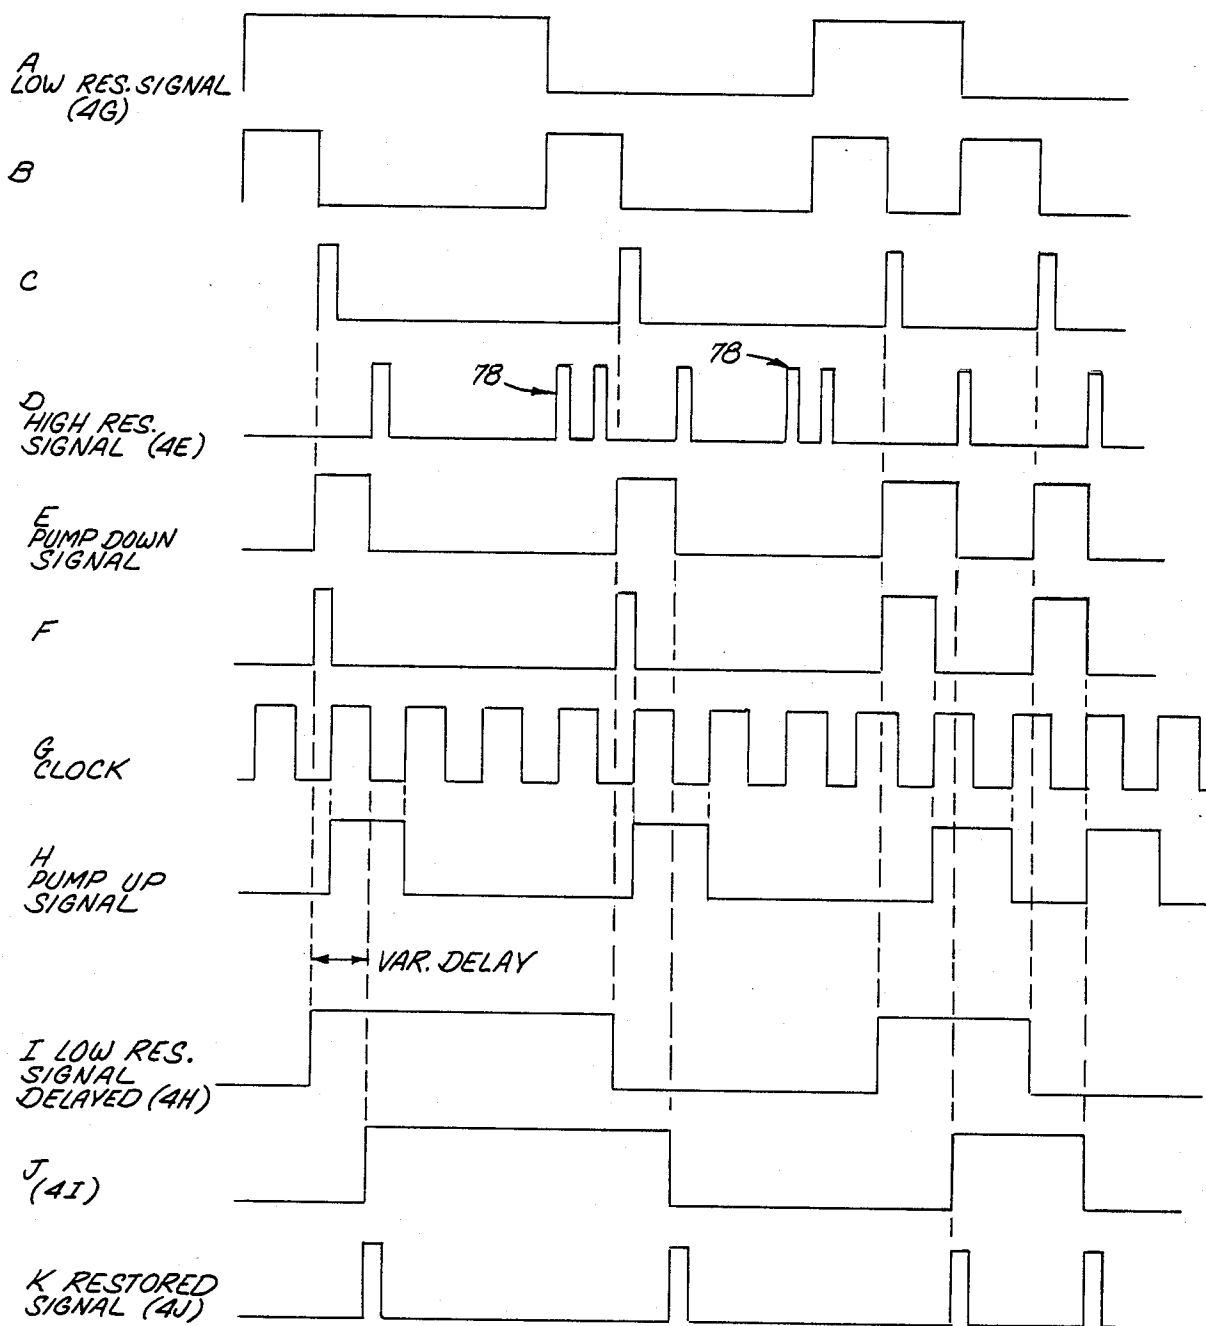 A
LOW RES. SIGNAL
(4G)
B
C
78
78
D
HIGH RES.
SIGNAL (4E)
E
PUMP DOWN
SIGNAL
F
G
CLOCK
H
PUMP UP
SIGNAL
VAR. DELAY
I LOW RES.
SIGNAL
DELAYED (4H)
J
(4I)
K RESTORED
SIGNAL (4J)